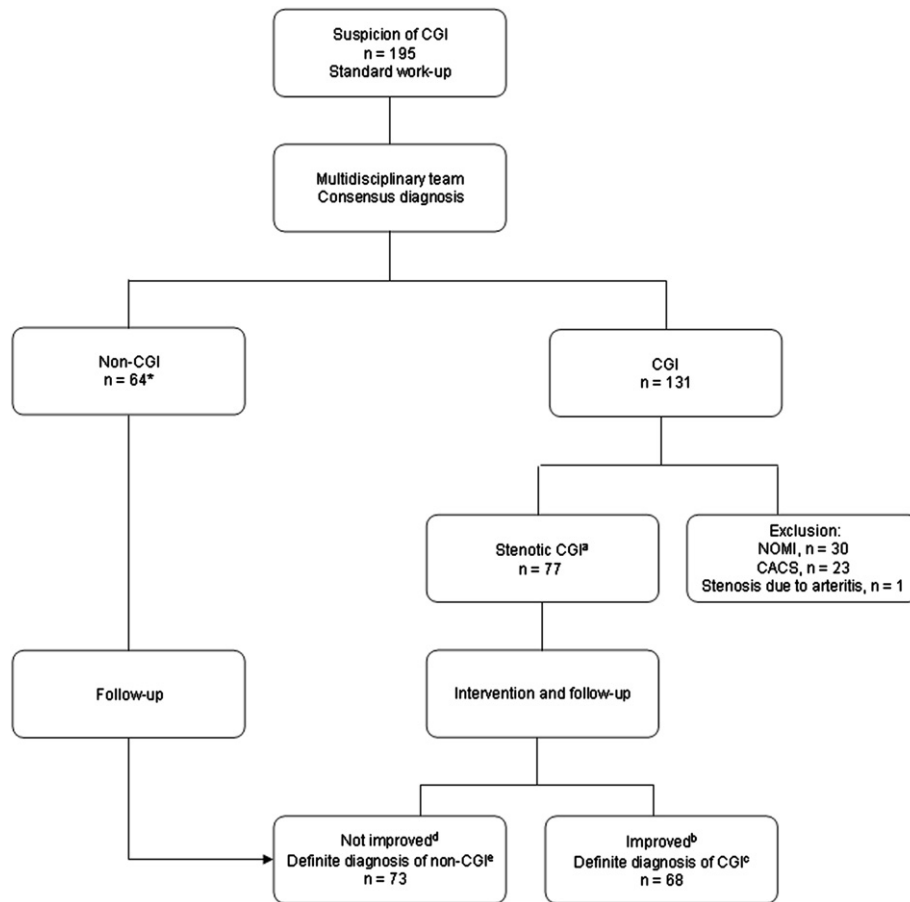 Suspicion of CGI
n = 195
Standard work-up
Multidisciplinary team
Consensus diagnosis
Non-CGI
n = 64*
CGI
n = 131
Stenotic CGIª
n = 77
Exclusion:
NOMI, n = 30
CACS, n = 23
Stenosis due to arteritis, n = 1
Follow-up
Intervention and follow-up
Not improvedᵈ
Definite diagnosis of non-CGIᵉ
n = 73
Improvedᵇ
Definite diagnosis of CGIᶜ
n = 68